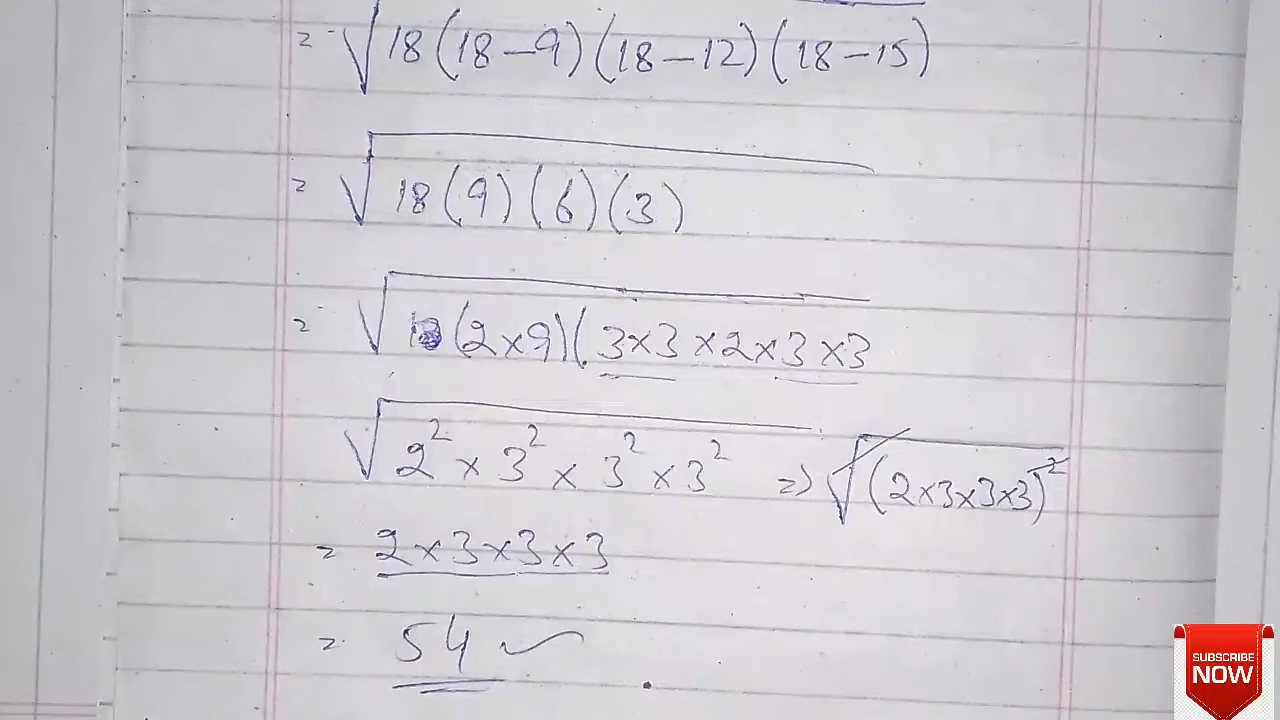 = √18(18-9)(18-12)(18-15)
= √18(9)(6)(3)
= √(2×9)(3×3×2×3×3
√2²×3²×3²×3² ⇒ √(2×3×3×3)²
= 2×3×3×3
= 54
SUBSCRIBE
NOW